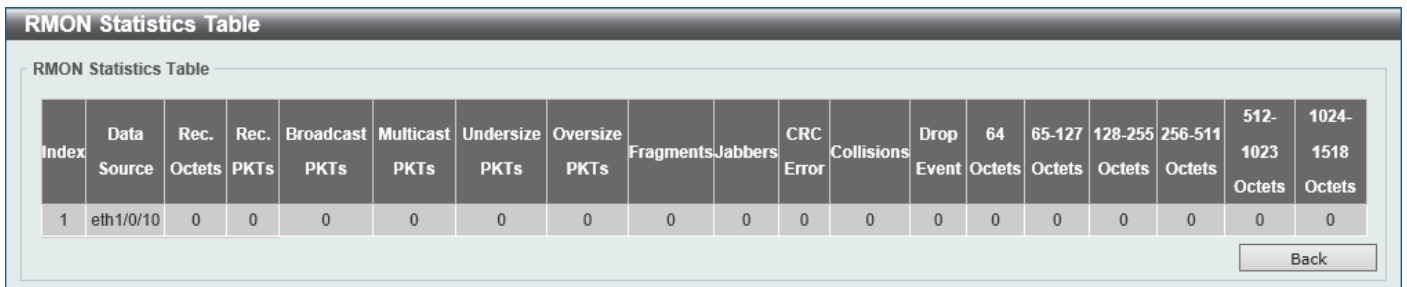 RMON Statistics Table
RMON Statistics Table
Index Data Source Rec. Octets Rec. PKTs Broadcast PKTs Multicast PKTs Undersize PKTs Oversize PKTs Fragments Jabbers CRC Error Collisions Drop Event 64 Octets 65-127 Octets 128-255 Octets 256-511 Octets 512-1023 Octets 1024-1518 Octets
1 eth1/0/10 0 0 0 0 0 0 0 0 0 0 0 0 0 0 0 0 0
Back